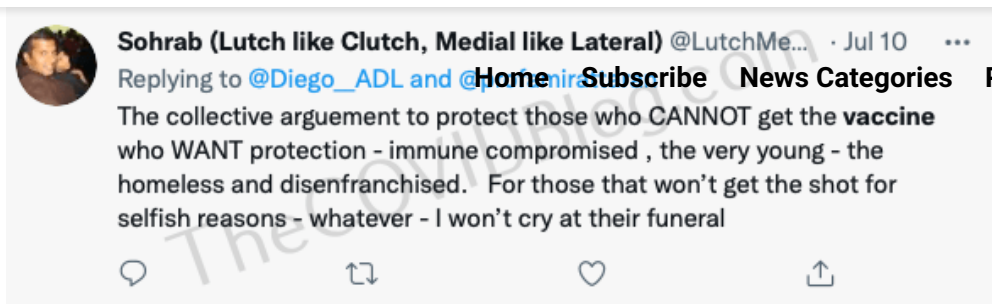 Sohrab (Lutch like Clutch, Medial like Lateral) @LutchMe... · Jul 10 ...
Replying to @Diego__ADL and
Home Subscribe News Categories
The collective arguement to protect those who CANNOT get the vaccine
who WANT protection - immune compromised , the very young - the
homeless and disenfranchised. For those that won't get the shot for
selfish reasons - whatever - I won't cry at their funeral
TheCOVIDBlog.com